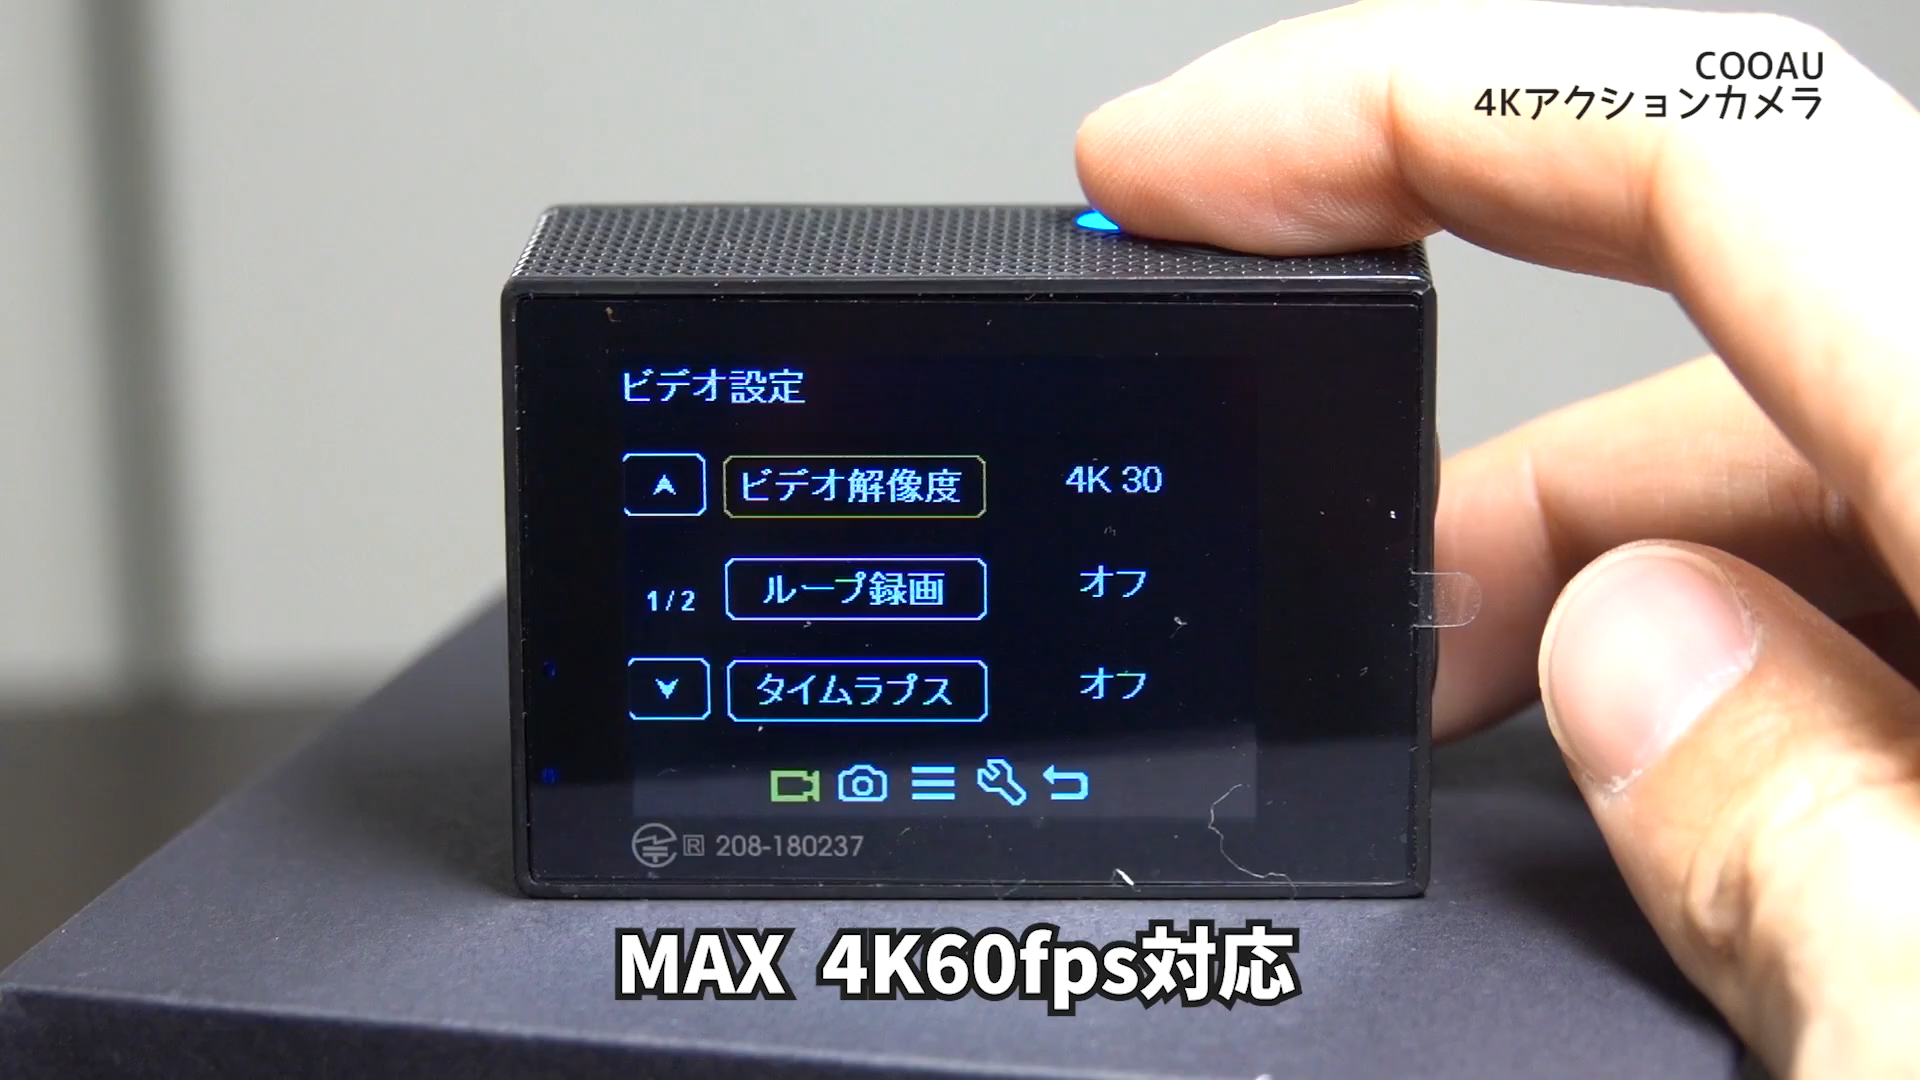 COOAU
4Kアクションカメラ
ビデオ設定
ビデオ解像度 4K 30
1/2 ループ録画 オフ
タイムラプス オフ
R 208-180237
MAX 4K60fps対応